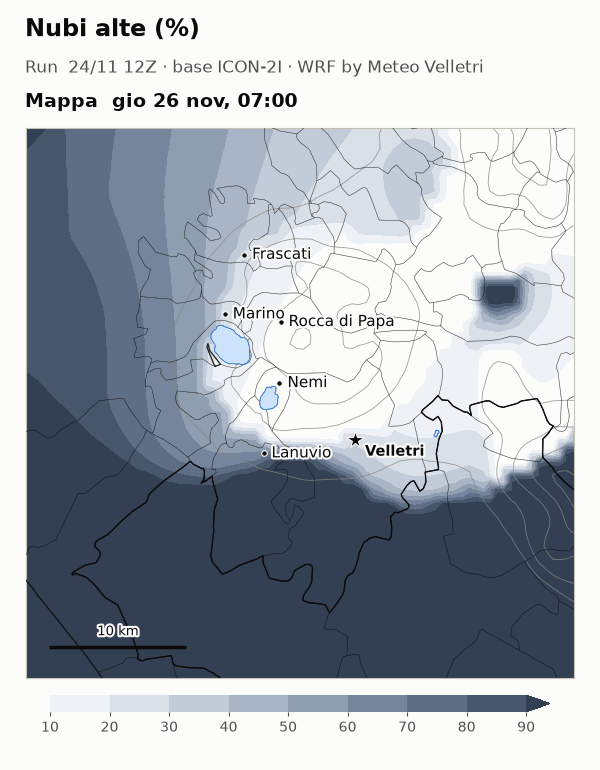 Nubi alte (%)
Run 24/11 12Z · base ICON-2I · WRF by Meteo Velletri
Mappa gio 26 nov, 07:00
Frascati
Marino
Rocca di Papa
Nemi
Velletri
Lanuvio
10 km
10 20 30 40 50 60 70 80 90